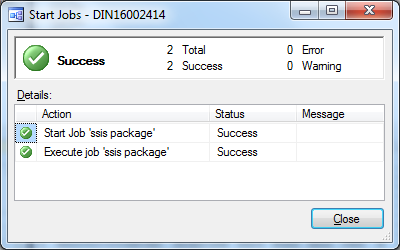 Start Jobs - DIN16002414
Success
2 Total 0 Error
2 Success 0 Warning
Details:
Action Status Message
Start Job 'ssis package' Success
Execute job 'ssis package' Success
Close